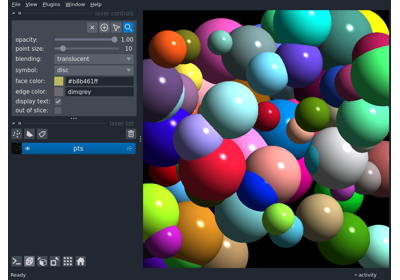 File View Plugins Window Help
layer controls
opacity: 1.00
point size: 10
blending: translucent
symbol: disc
face color: #b8b461ff
edge color: dimgrey
display text:
out of slice:
layer list
pts
Ready
activity